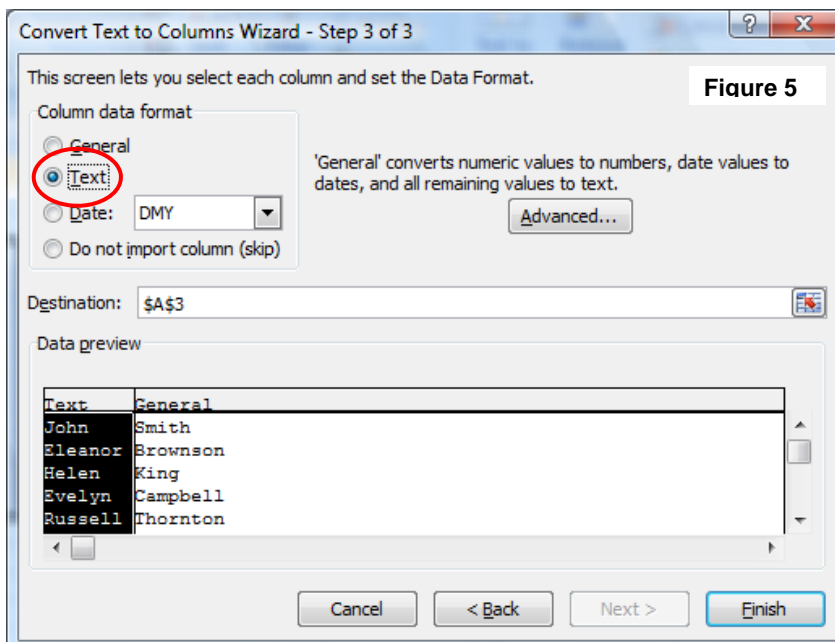 Convert Text to Columns Wizard - Step 3 of 3
This screen lets you select each column and set the Data Format.
Figure 5
Column data format
General
Text
Date: DMY
Do not import column (skip)
'General' converts numeric values to numbers, date values to
dates, and all remaining values to text.
Advanced...
Destination: $A$3
Data preview
Text General
John Smith
Eleanor Brownson
Helen King
Evelyn Campbell
Russell Thornton
Cancel < Back Next > Finish